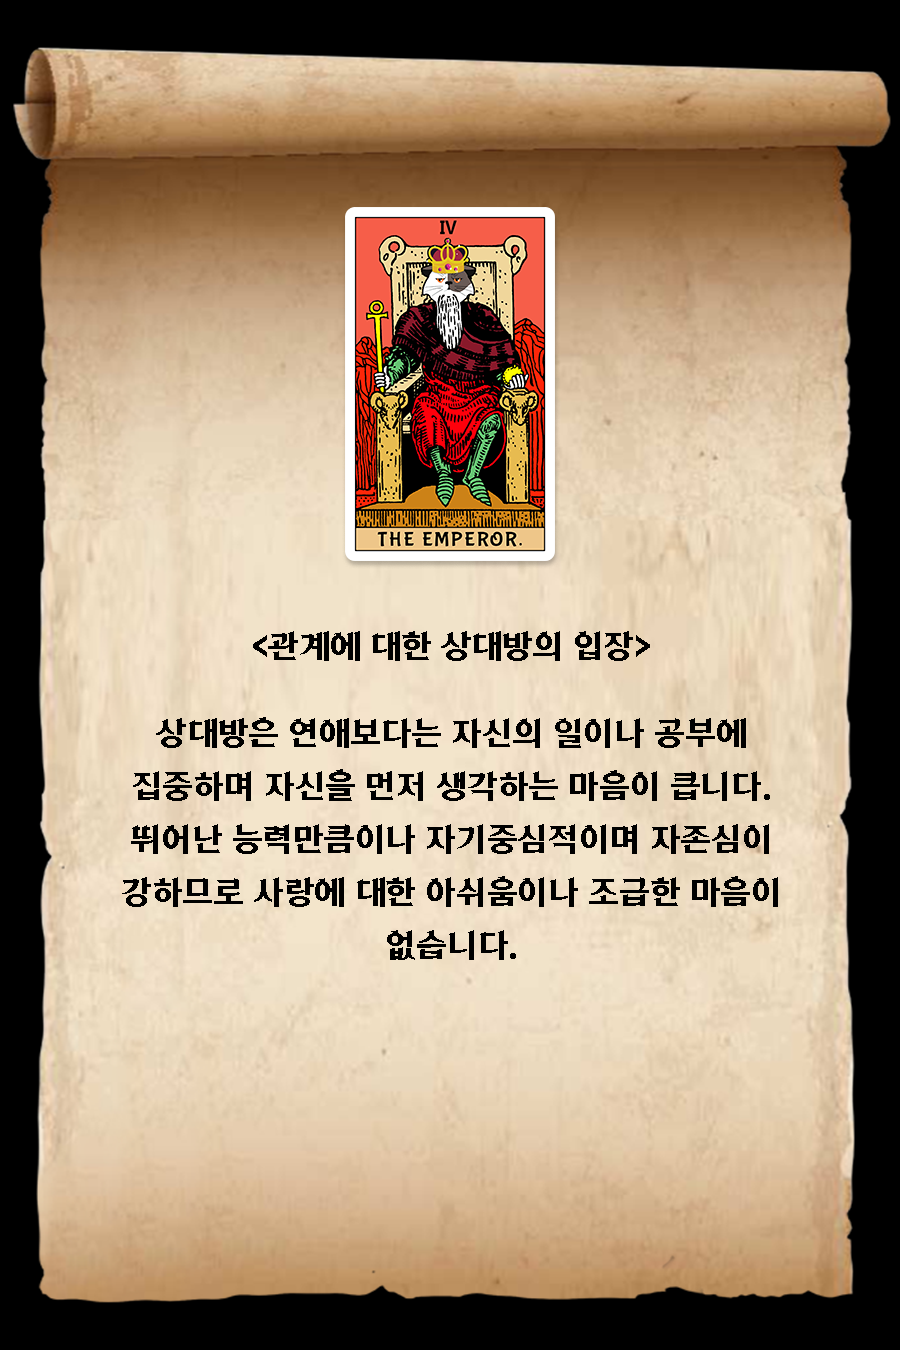 IV
THE EMPEROR.
<관계에 대한 상대방의 입장>
상대방은 연애보다는 자신의 일이나 공부에
집중하며 자신을 먼저 생각하는 마음이 큽니다.
뛰어난 능력만큼이나 자기중심적이며 자존심이
강하므로 사랑에 대한 아쉬움이나 조급한 마음이
없습니다.